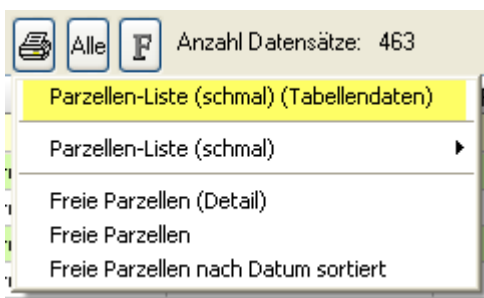 Alle F Anzahl Datensätze: 463
Parzellen-Liste (schmal) (Tabellendaten)
Parzellen-Liste (schmal)
Freie Parzellen (Detail)
Freie Parzellen
Freie Parzellen nach Datum sortiert